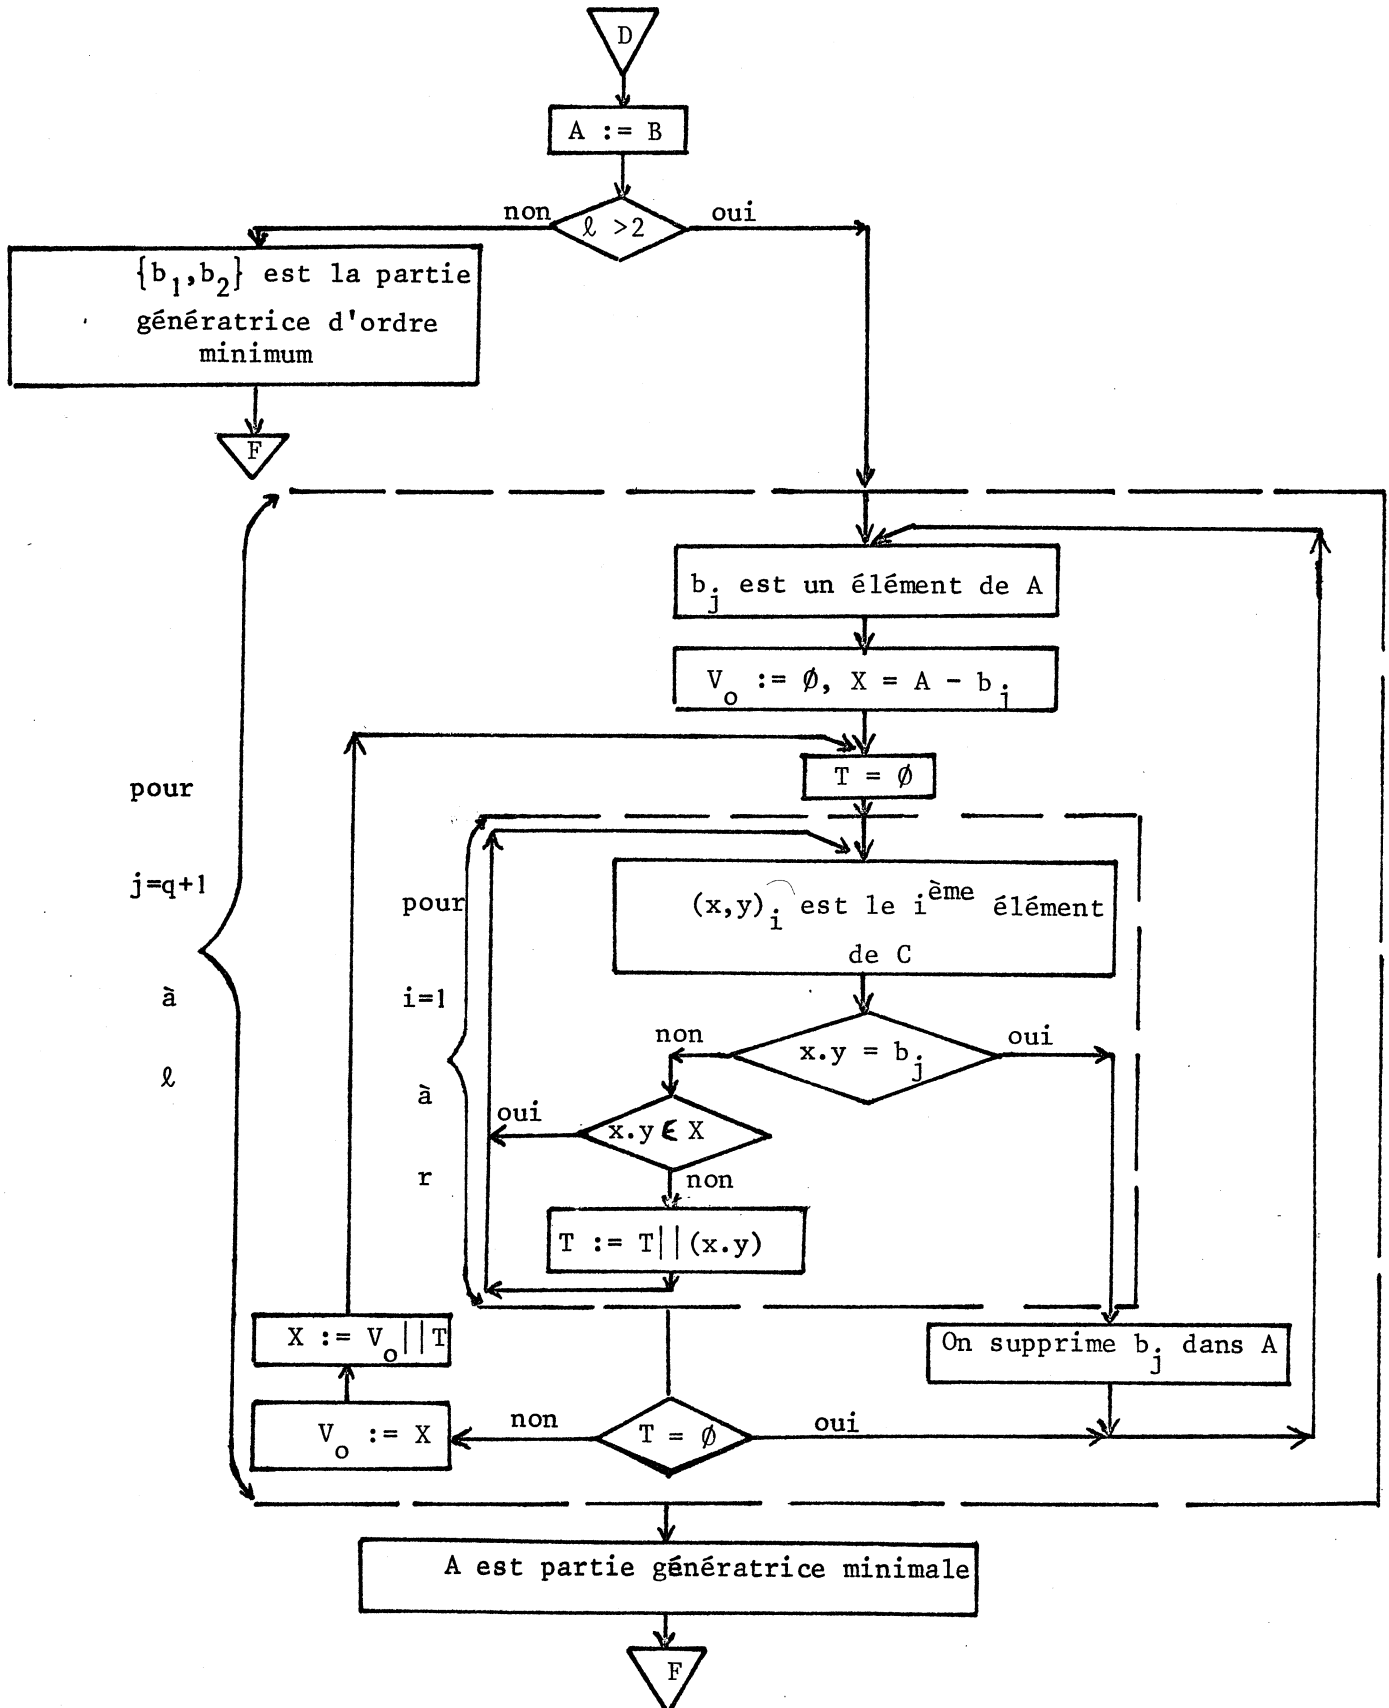 D
A := B
non
ℓ >2
oui
{b₁,b₂} est la partie
génératrice d'ordre
minimum
F
b_j est un élément de A
V_o := ∅, X = A - b_j
T = ∅
pour
j=q+1
à
ℓ
pour
i=1
à
r
(x,y)_i est le i^ème élément
de C
non
x.y = b_j
oui
oui
x.y ∈ X
non
T := T||(x.y)
X := V_o||T
On supprime b_j dans A
V_o := X
non
T = ∅
oui
A est partie génératrice minimale
F